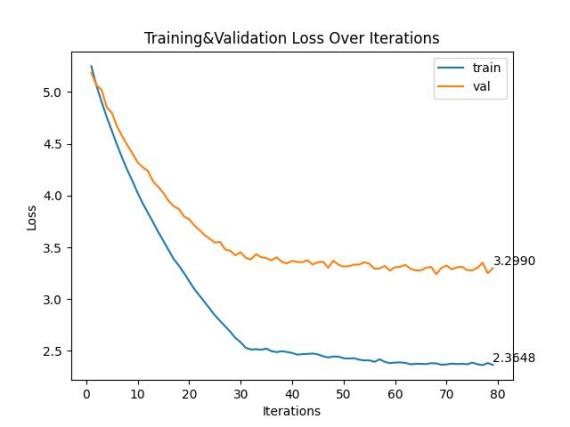 Training&Validation Loss Over Iterations
train
val
5.0
4.5
4.0
3.5
3.0
2.5
Loss
3.2990
2.3648
0 10 20 30 40 50 60 70 80
Iterations